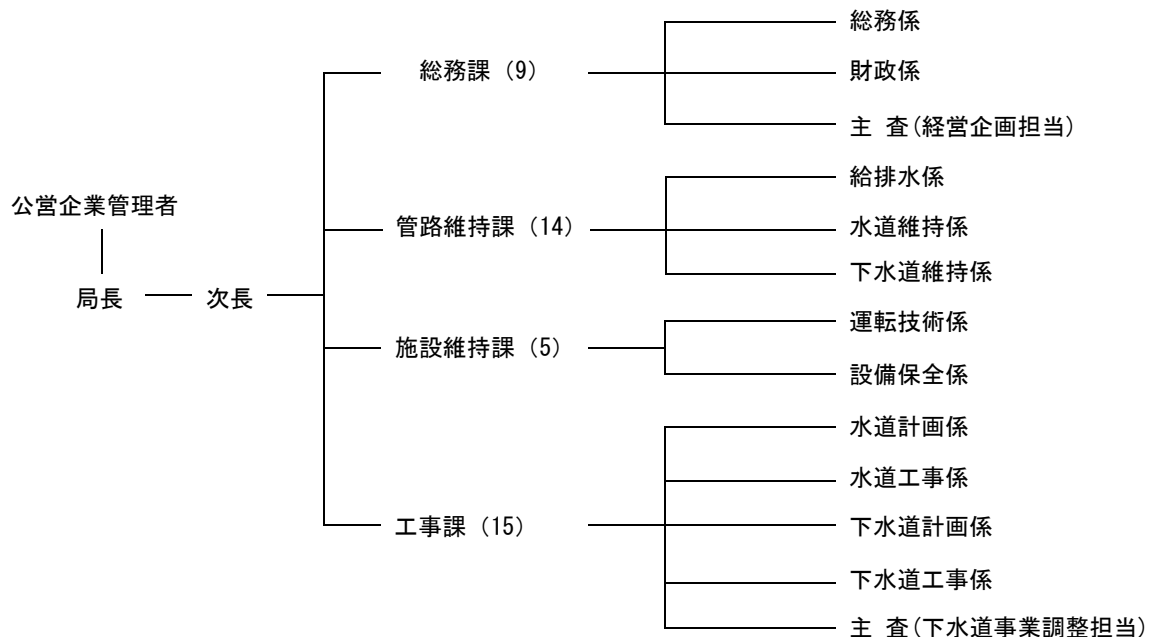 公営企業管理者
局長
次長
総務課（9）
総務係
財政係
主 査(経営企画担当)
管路維持課（14）
給排水係
水道維持係
下水道維持係
施設維持課（5）
運転技術係
設備保全係
工事課（15）
水道計画係
水道工事係
下水道計画係
下水道工事係
主 査(下水道事業調整担当)